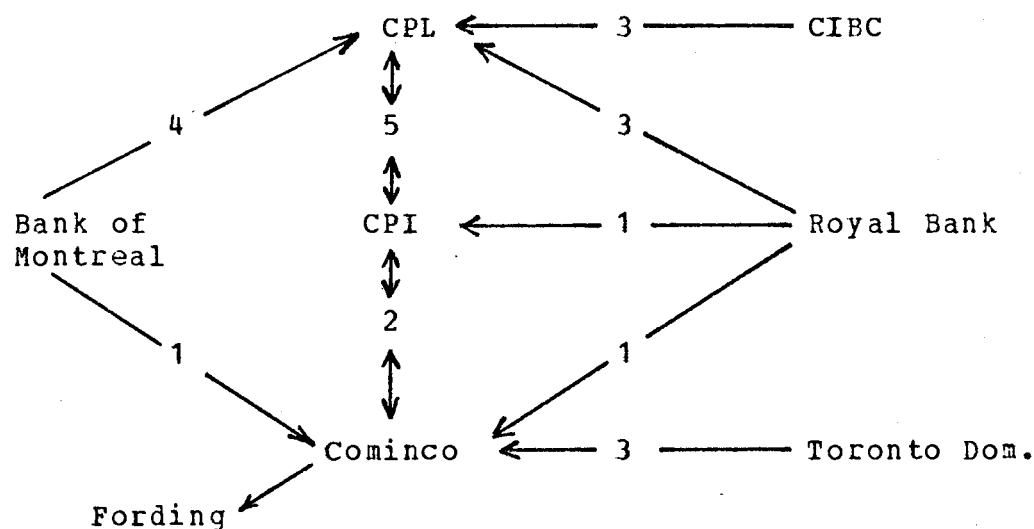 CPL 3 CIBC
4 5 3
Bank of CPI 1 Royal Bank
Montreal
2
1 1
Cominco 3 Toronto Dom.
Fording